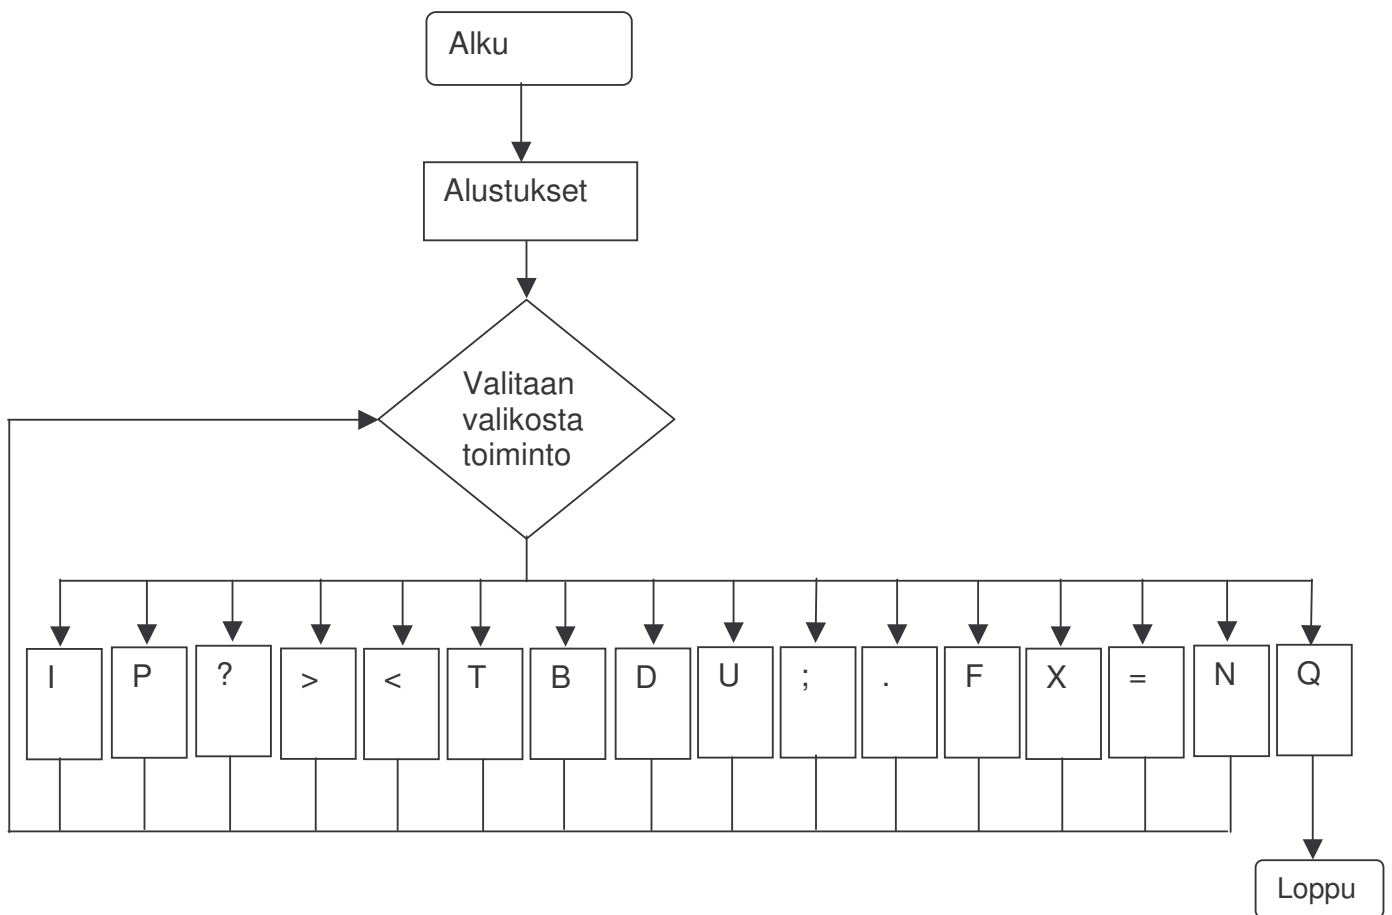 Alku
Alustukset
Valitaan
valikosta
toiminto
I P ? > < T B D U ; . F X = N Q
Loppu